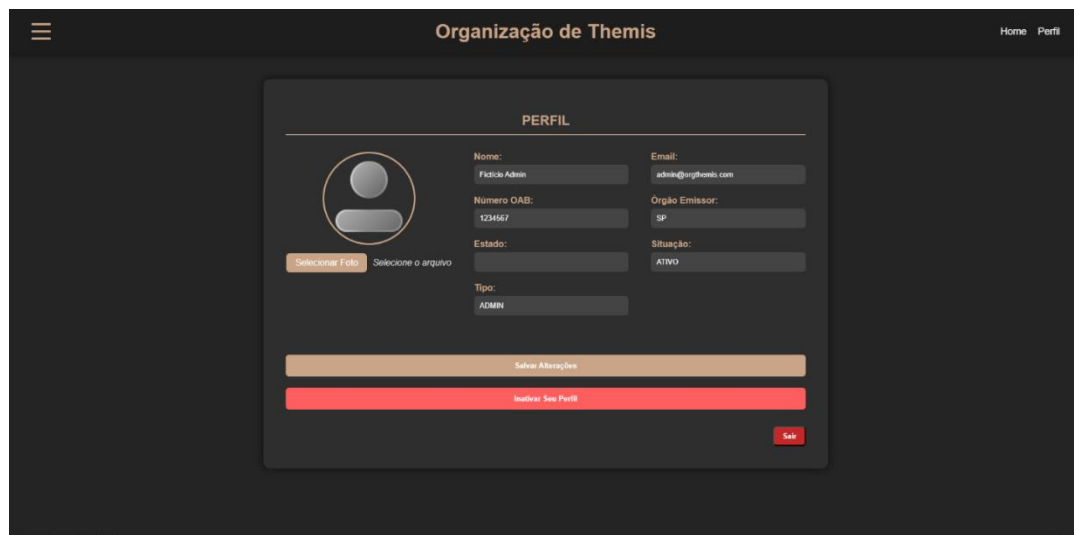 Organização de Themis
Home Perfil
PERFIL
Nome:
Fictício Admin
Email:
admin@orgthemis.com
Número OAB:
1234567
Órgão Emissor:
SP
Estado:
Situação:
ATIVO
Selecionar Foto Selecione o arquivo
Tipo:
ADMIN
Salvar Alterações
Inativar Seu Perfil
Sair